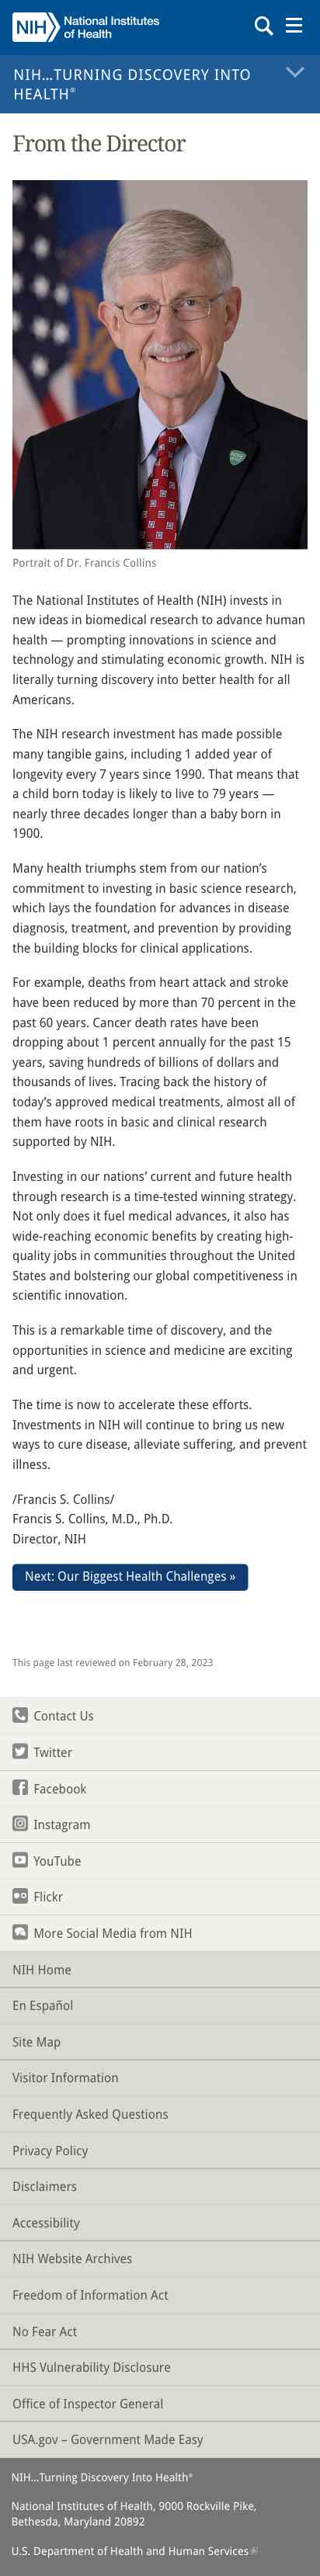 NIH National Institutes
of Health
NIH...TURNING DISCOVERY INTO
HEALTH®
From the Director
Portrait of Dr. Francis Collins
The National Institutes of Health (NIH) invests in
new ideas in biomedical research to advance human
health — prompting innovations in science and
technology and stimulating economic growth. NIH is
literally turning discovery into better health for all
Americans.
The NIH research investment has made possible
many tangible gains, including 1 added year of
longevity every 7 years since 1990. That means that
a child born today is likely to live to 79 years —
nearly three decades longer than a baby born in
1900.
Many health triumphs stem from our nation's
commitment to investing in basic science research,
which lays the foundation for advances in disease
diagnosis, treatment, and prevention by providing
the building blocks for clinical applications.
For example, deaths from heart attack and stroke
have been reduced by more than 70 percent in the
past 60 years. Cancer death rates have been
dropping about 1 percent annually for the past 15
years, saving hundreds of billions of dollars and
thousands of lives. Tracing back the history of
today's approved medical treatments, almost all of
them have roots in basic and clinical research
supported by NIH.
Investing in our nations' current and future health
through research is a time-tested winning strategy.
Not only does it fuel medical advances, it also has
wide-reaching economic benefits by creating high-
quality jobs in communities throughout the United
States and bolstering our global competitiveness in
scientific innovation.
This is a remarkable time of discovery, and the
opportunities in science and medicine are exciting
and urgent.
The time is now to accelerate these efforts.
Investments in NIH will continue to bring us new
ways to cure disease, alleviate suffering, and prevent
illness.
/Francis S. Collins/
Francis S. Collins, M.D., Ph.D.
Director, NIH
Next: Our Biggest Health Challenges »
This page last reviewed on February 28, 2023
Contact Us
Twitter
Facebook
Instagram
YouTube
Flickr
More Social Media from NIH
NIH Home
En Español
Site Map
Visitor Information
Frequently Asked Questions
Privacy Policy
Disclaimers
Accessibility
NIH Website Archives
Freedom of Information Act
No Fear Act
HHS Vulnerability Disclosure
Office of Inspector General
USA.gov – Government Made Easy
NIH...Turning Discovery Into Health®
National Institutes of Health, 9000 Rockville Pike,
Bethesda, Maryland 20892
U.S. Department of Health and Human Services